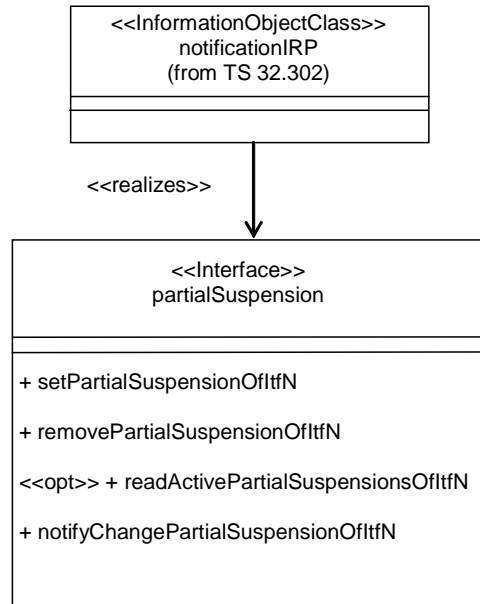 <<InformationObjectClass>>
notificationIRP
(from TS 32.302)
<<realizes>>
<<Interface>>
partialSuspension
+ setPartialSuspensionOfItfN
+ removePartialSuspensionOfItfN
<<opt>> + readActivePartialSuspensionsOfItfN
+ notifyChangePartialSuspensionOfItfN